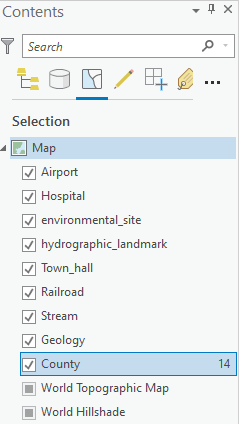 Contents
Search
Selection
Map
Airport
Hospital
environmental_site
hydrographic_landmark
Town_hall
Railroad
Stream
Geology
County 14
World Topographic Map
World Hillshade